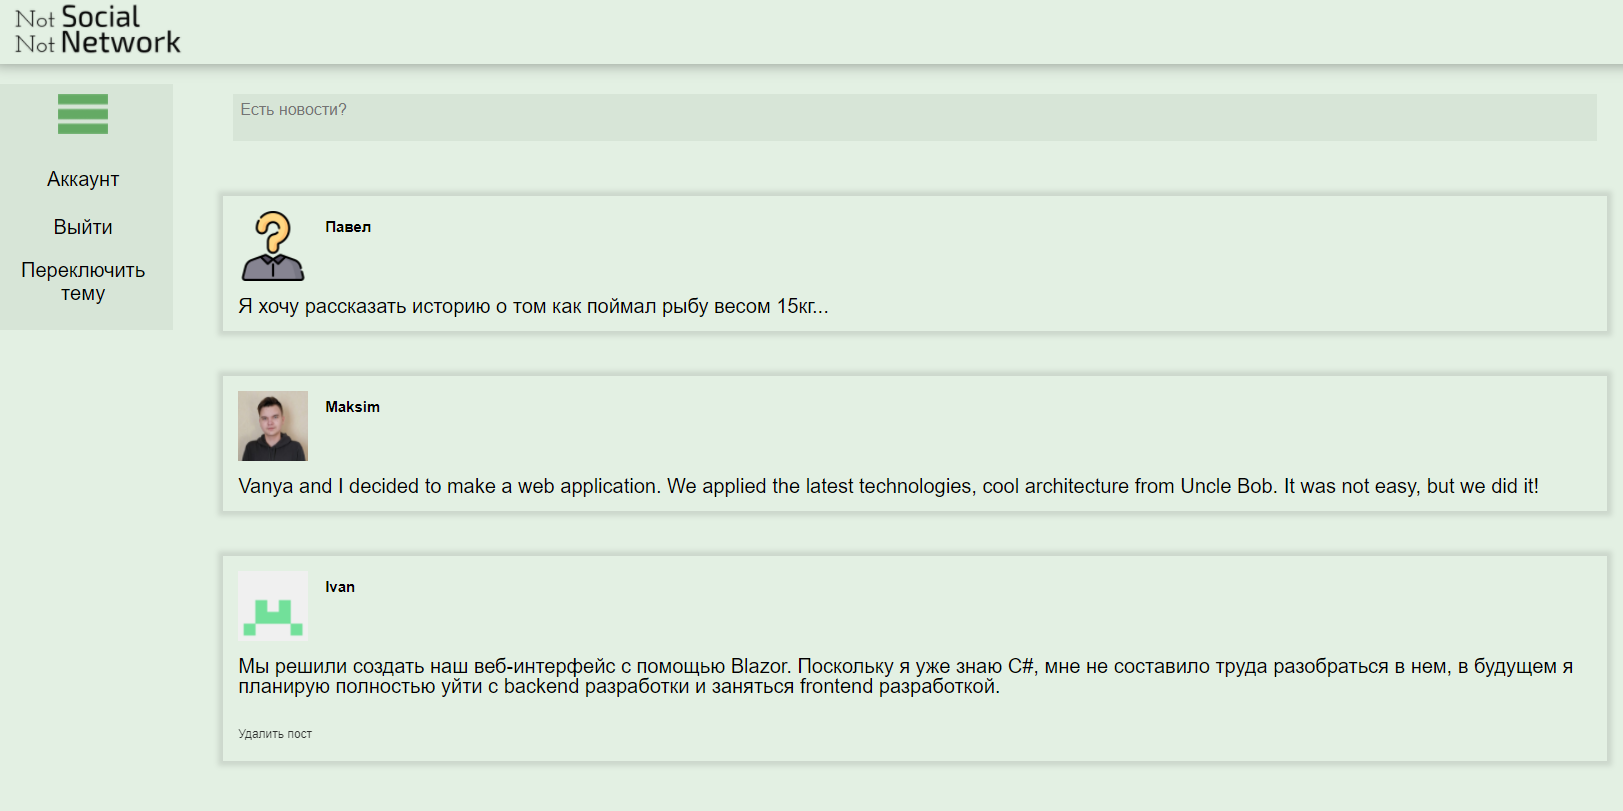 Not Social
Not Network
Аккаунт
Выйти
Переключить
тему
Есть новости?
Павел
Я хочу рассказать историю о том как поймал рыбу весом 15кг...
Maksim
Vanya and I decided to make a web application. We applied the latest technologies, cool architecture from Uncle Bob. It was not easy, but we did it!
Ivan
Мы решили создать наш веб-интерфейс с помощью Blazor. Поскольку я уже знаю C#, мне не составило труда разобраться в нем, в будущем я
планирую полностью уйти с backend разработки и заняться frontend разработкой.
Удалить пост